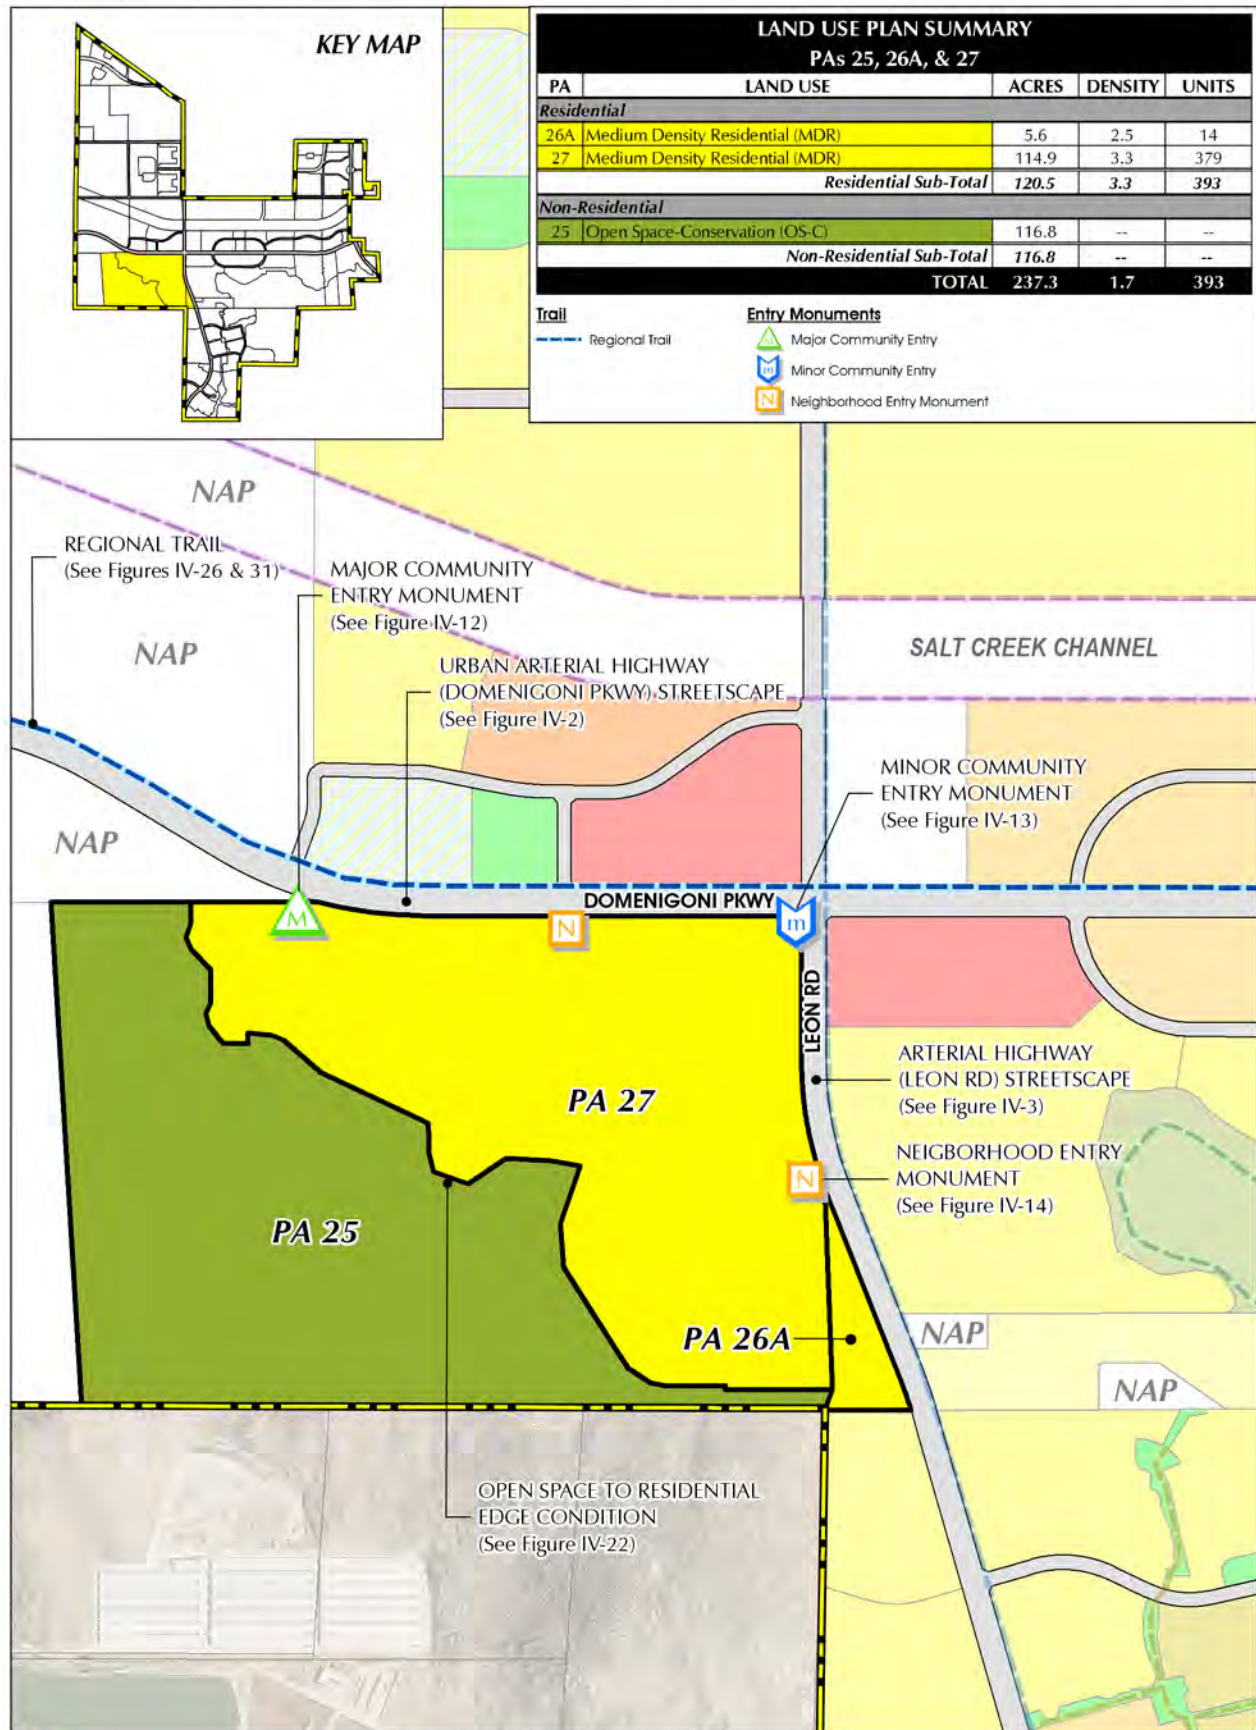 KEY MAP
LAND USE PLAN SUMMARY
PAs 25, 26A, & 27
PA LAND USE ACRES DENSITY UNITS
Residential
26A Medium Density Residential (MDR) 5.6 2.5 14
27 Medium Density Residential (MDR) 114.9 3.3 379
Residential Sub-Total 120.5 3.3 393
Non-Residential
25 Open Space-Conservation (OS-C) 116.8 -- --
Non-Residential Sub-Total 116.8 -- --
TOTAL 237.3 1.7 393
Trail
Regional Trail
Entry Monuments
M Major Community Entry
m Minor Community Entry
N Neighborhood Entry Monument
NAP
REGIONAL TRAIL
(See Figures IV-26 & 31)
MAJOR COMMUNITY
ENTRY MONUMENT
(See Figure IV-12)
NAP
SALT CREEK CHANNEL
URBAN ARTERIAL HIGHWAY
(DOMENIGONI PKWY) STREETSCAPE
(See Figure IV-2)
MINOR COMMUNITY
ENTRY MONUMENT
(See Figure IV-13)
NAP
DOMENIGONI PKWY
M
N
m
LEON RD
ARTERIAL HIGHWAY
(LEON RD) STREETSCAPE
(See Figure IV-3)
PA 27
NEIGBORHOOD ENTRY
MONUMENT
(See Figure IV-14)
N
PA 25
PA 26A
NAP
NAP
OPEN SPACE TO RESIDENTIAL
EDGE CONDITION
(See Figure IV-22)